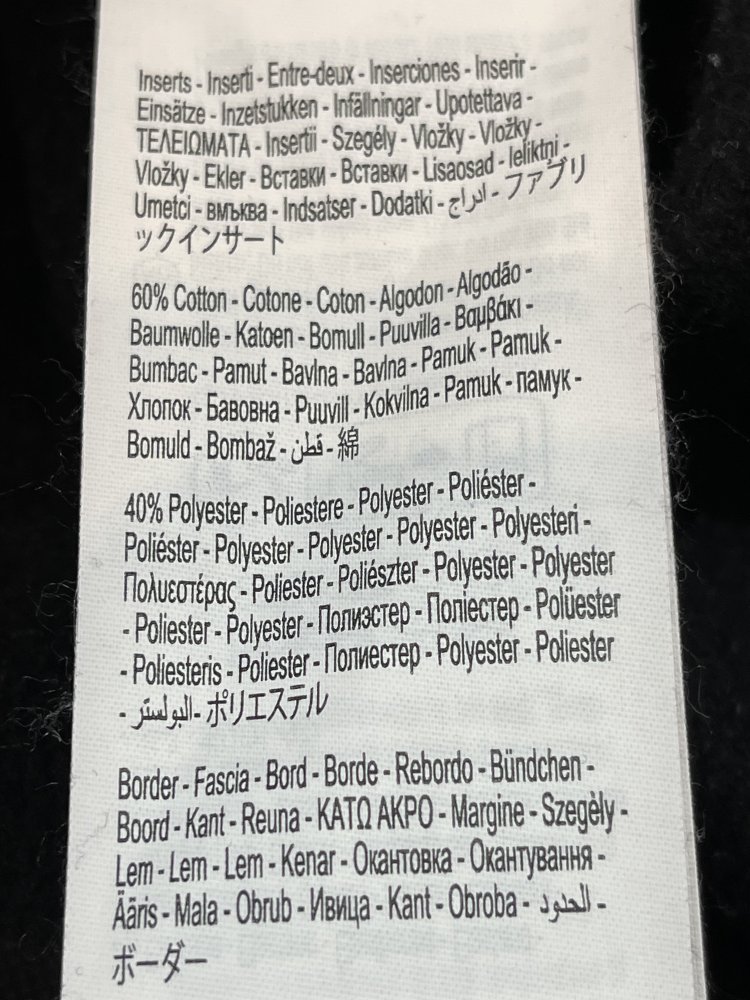 Inserts - Inserti - Entre-deux - Inserciones - Inserir -
Einsätze - Inzetstukken - Infällningar - Upotettava -
ΤΕΛΕΙΩΜΑΤΑ - Insertii - Szegély - Vložky - Vložky -
Vložky - Ekler - Вставки - Вставки - Lisaosad - Ieliktņi -
Umetci - вмъква - Indsatser - Dodatki - ادراج - ファブリ
ックインサート
60% Cotton - Cotone - Coton - Algodon - Algodão -
Baumwolle - Katoen - Bomull - Puuvilla - Βαμβάκι -
Bumbac - Pamut - Bavlna - Bavlna - Pamuk - Pamuk -
Хлопок - Бавовна - Puuvill - Kokvilna - Pamuk - памук -
Bomuld - Bombaž - قطن - 綿
40% Polyester - Poliestere - Polyester - Poliéster -
Poliéster - Polyester - Polyester - Polyester - Polyesteri -
Πολυεστέρας - Poliester - Poliészter - Polyester - Polyester
- Poliester - Polyester - Полиэстер - Поліестер - Polüester
- Poliesteris - Poliester - Полиестер - Polyester - Poliester
- البولستر - ポリエステル
Border - Fascia - Bord - Borde - Rebordo - Bündchen -
Boord - Kant - Reuna - ΚΑΤΩ ΑΚΡΟ - Margine - Szegèly -
Lem - Lem - Lem - Kenar - Окантовка - Окантування -
Ääris - Mala - Obrub - Ивица - Kant - Obroba - الحدود -
ボーダー